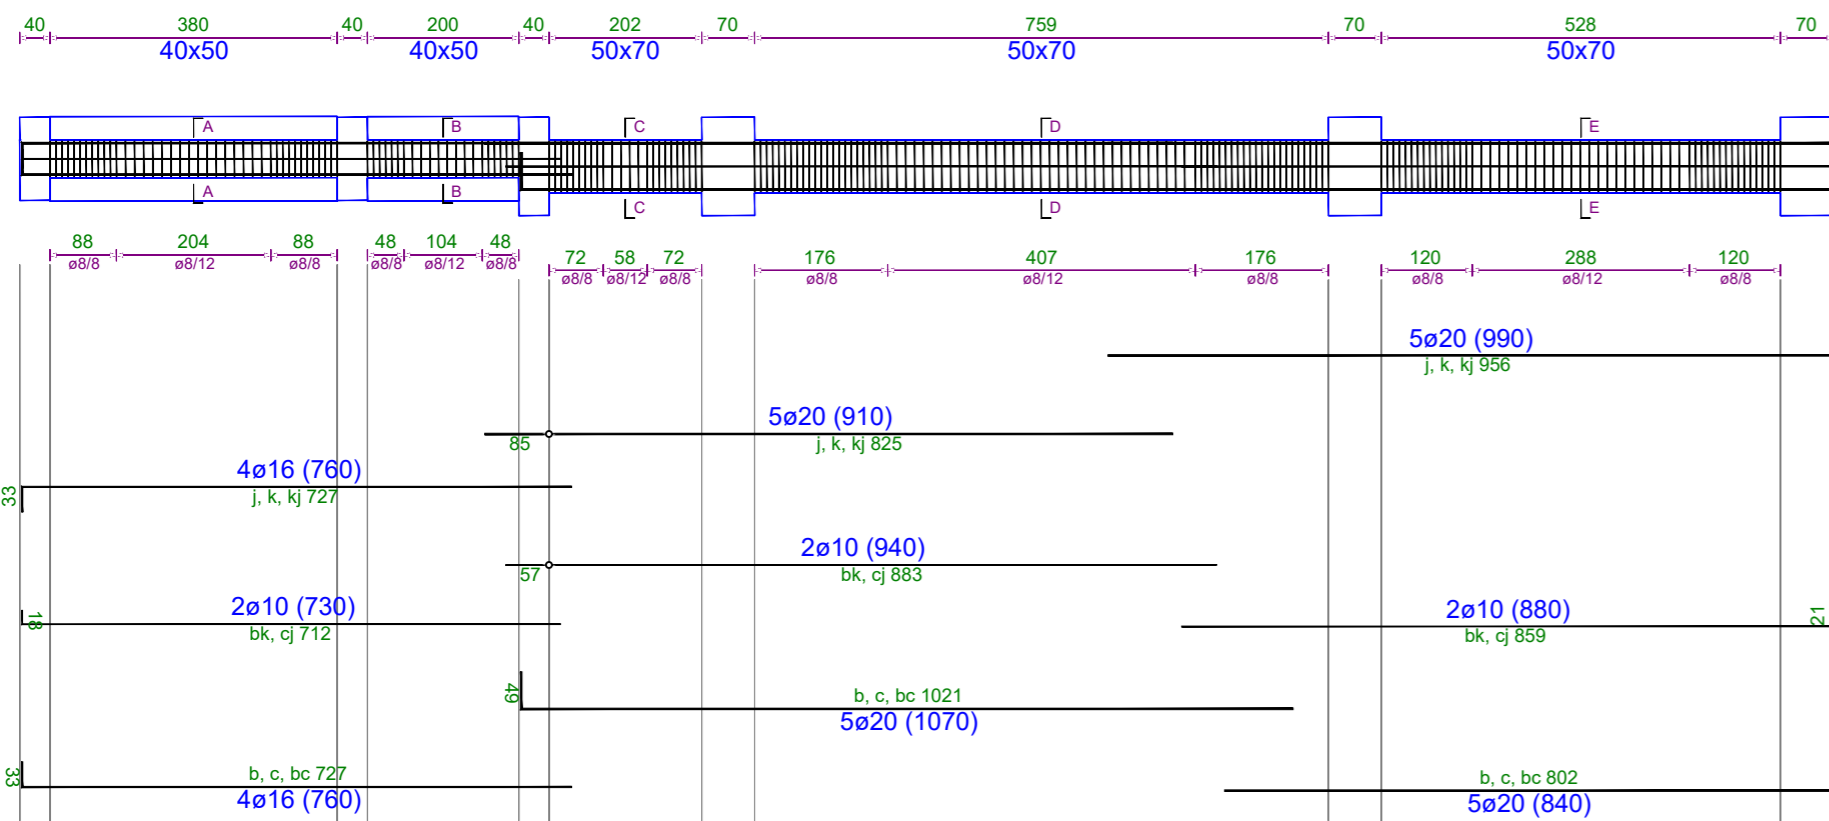 40 380 40 200 40 202 70 759 70 528 70
40x50 40x50 50x70 50x70 50x70
A B C D E
A B C D E
88 204 88 48 104 48 72 58 72 176 407 176 120 288 120
ø8/8 ø8/12 ø8/8 ø8/8 ø8/12 ø8/8 ø8/8 ø8/12 ø8/8 ø8/8 ø8/12 ø8/8 ø8/8 ø8/12 ø8/8
5ø20 (990)
j, k, kj 956
5ø20 (910)
85 j, k, kj 825
4ø16 (760)
33 j, k, kj 727
2ø10 (940)
57 bk, cj 883
2ø10 (730) 2ø10 (880)
18 bk, cj 712 bk, cj 859 21
49 b, c, bc 1021
5ø20 (1070)
33 b, c, bc 727 b, c, bc 802
4ø16 (760) 5ø20 (840)